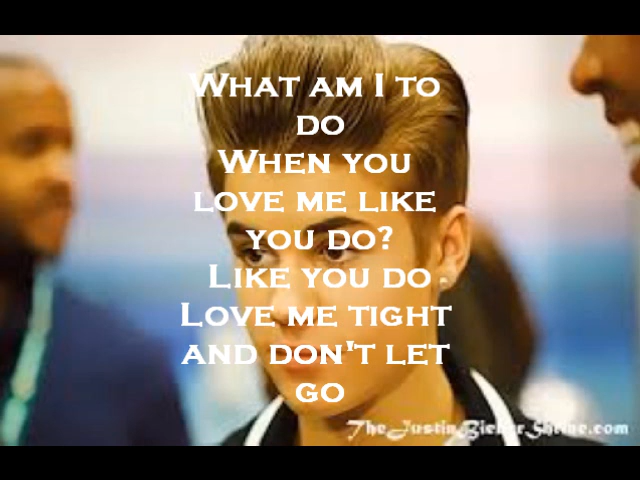 What am I to
do
When you
love me like
you do?
Like you do
Love me tight
and don't let
go
TheJustinBieberShrine.com